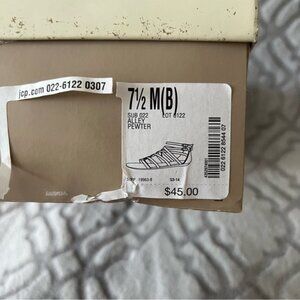 jcp.com 022-6122 0307
7½ M(B)
SUB 022 LOT 6122
ALLEY
PEWTER
$45.00